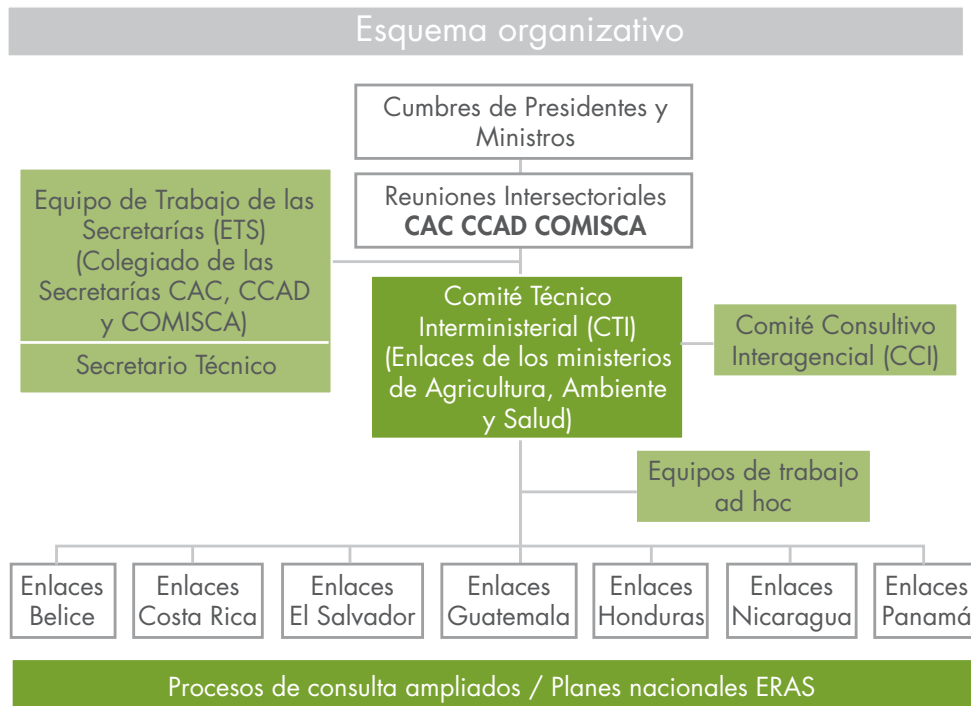 Esquema organizativo
Cumbres de Presidentes y
Ministros
Reuniones Intersectoriales
CAC CCAD COMISCA
Equipo de Trabajo de las
Secretarías (ETS)
(Colegiado de las
Secretarías CAC, CCAD
y COMISCA)
Secretario Técnico
Comité Técnico
Interministerial (CTI)
(Enlaces de los ministerios
de Agricultura, Ambiente
y Salud)
Comité Consultivo
Interagencial (CCI)
Equipos de trabajo
ad hoc
Enlaces
Belice
Enlaces
Costa Rica
Enlaces
El Salvador
Enlaces
Guatemala
Enlaces
Honduras
Enlaces
Nicaragua
Enlaces
Panamá
Procesos de consulta ampliados / Planes nacionales ERAS